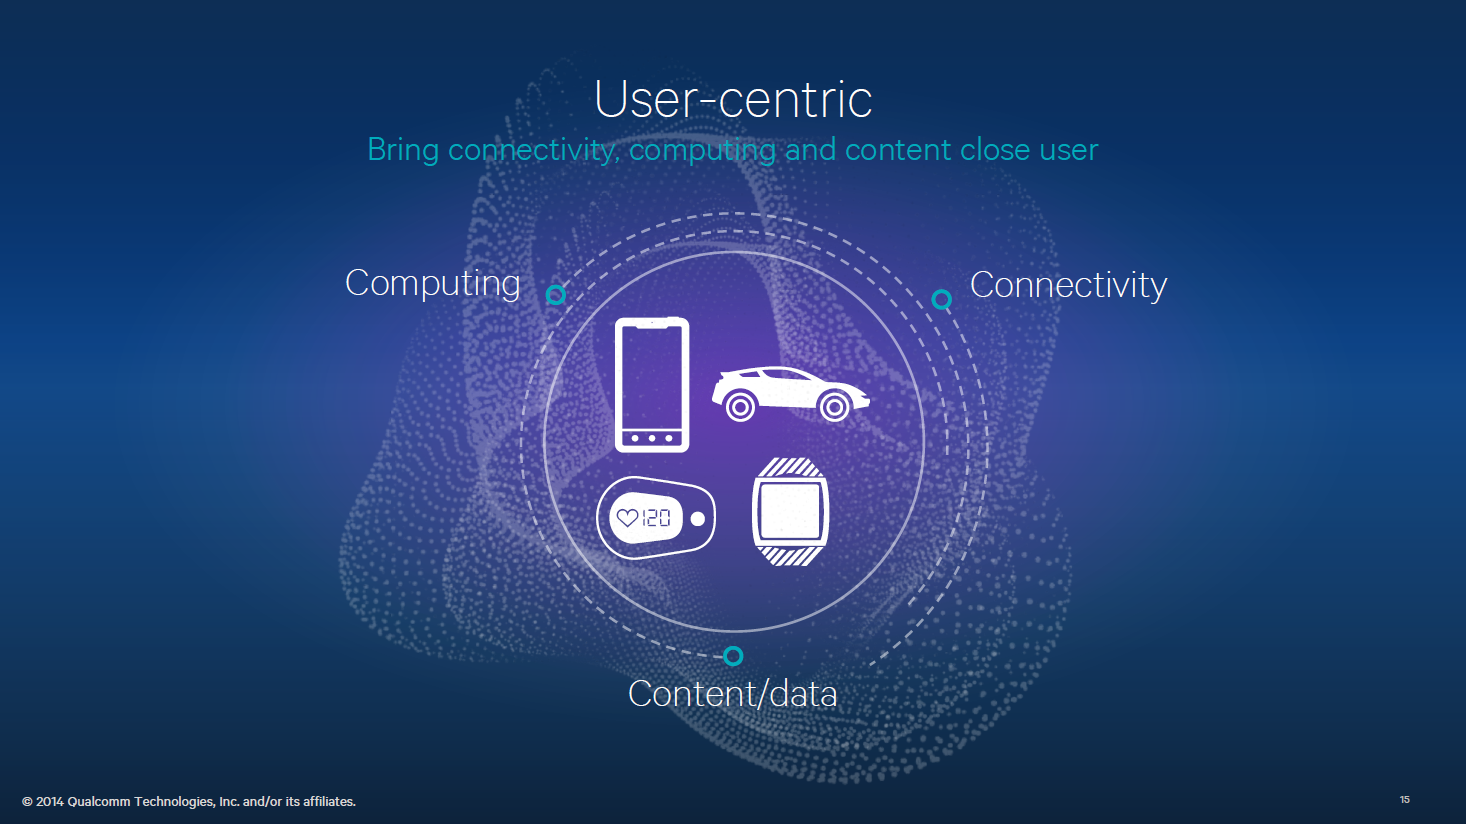 User-centric
Bring connectivity, computing and content close user
Computing
Connectivity
120
Content/data
© 2014 Qualcomm Technologies, Inc. and/or its affiliates.
15